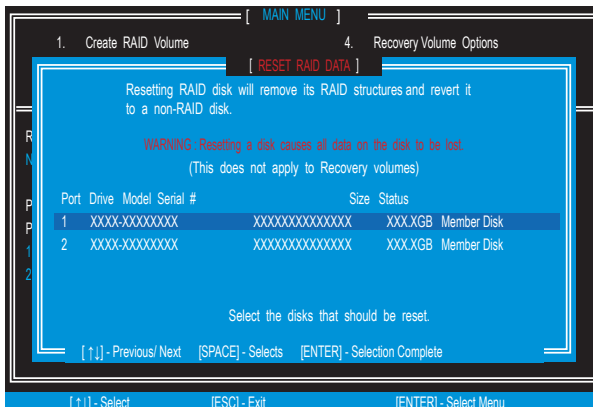 [ MAIN MENU ]
1. Create RAID Volume 4. Recovery Volume Options
[ RESET RAID DATA ]
Resetting RAID disk will remove its RAID structures and revert it
to a non-RAID disk.
WARNING : Resetting a disk causes all data on the disk to be lost.
(This does not apply to Recovery volumes)
R
N
P
P
1
2
Port Drive Model Serial # Size Status
1 XXXX-XXXXXXXX XXXXXXXXXXXXXX XXX.XGB Member Disk
2 XXXX-XXXXXXXX XXXXXXXXXXXXXX XXX.XGB Member Disk
Select the disks that should be reset.
[ ↑↓] - Previous/ Next [SPACE] - Selects [ENTER] - Selection Complete
[ ↑↓] - Select [ESC] - Exit [ENTER] - Select Menu